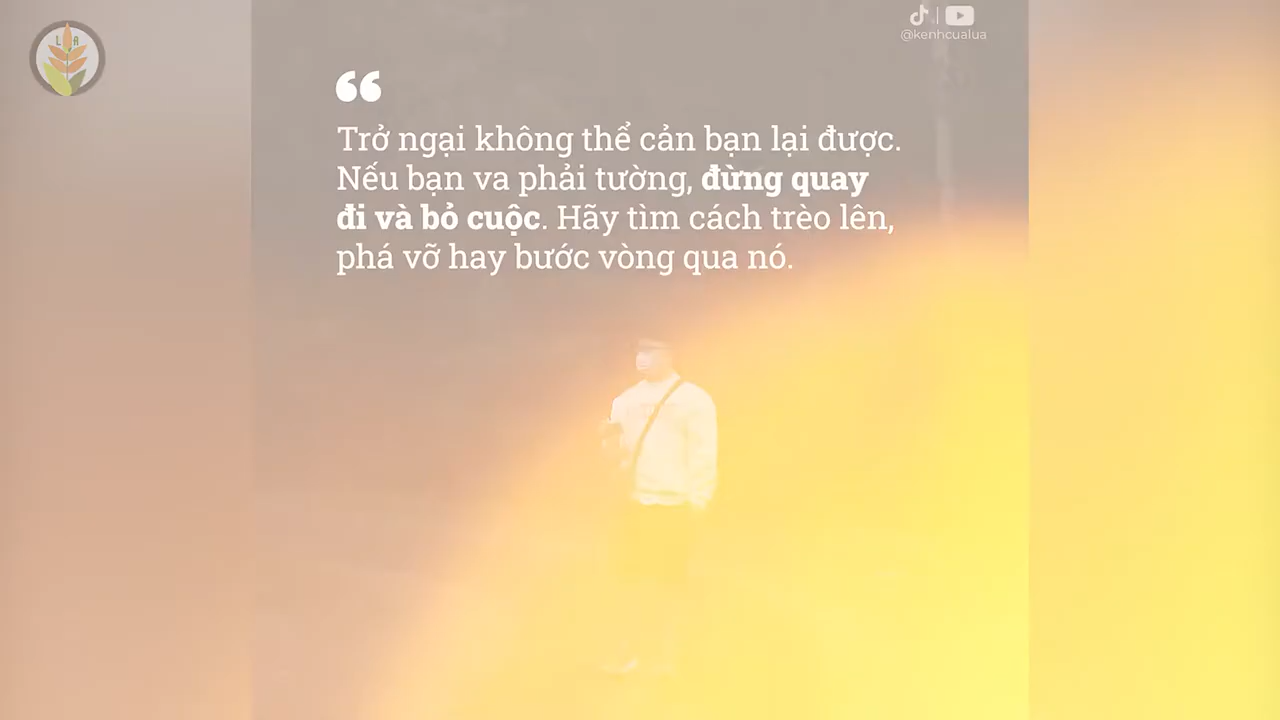 L A
@kenhcualua
❝
Trở ngại không thể cản bạn lại được.
Nếu bạn va phải tường, đừng quay
đi và bỏ cuộc. Hãy tìm cách trèo lên,
phá vỡ hay bước vòng qua nó.